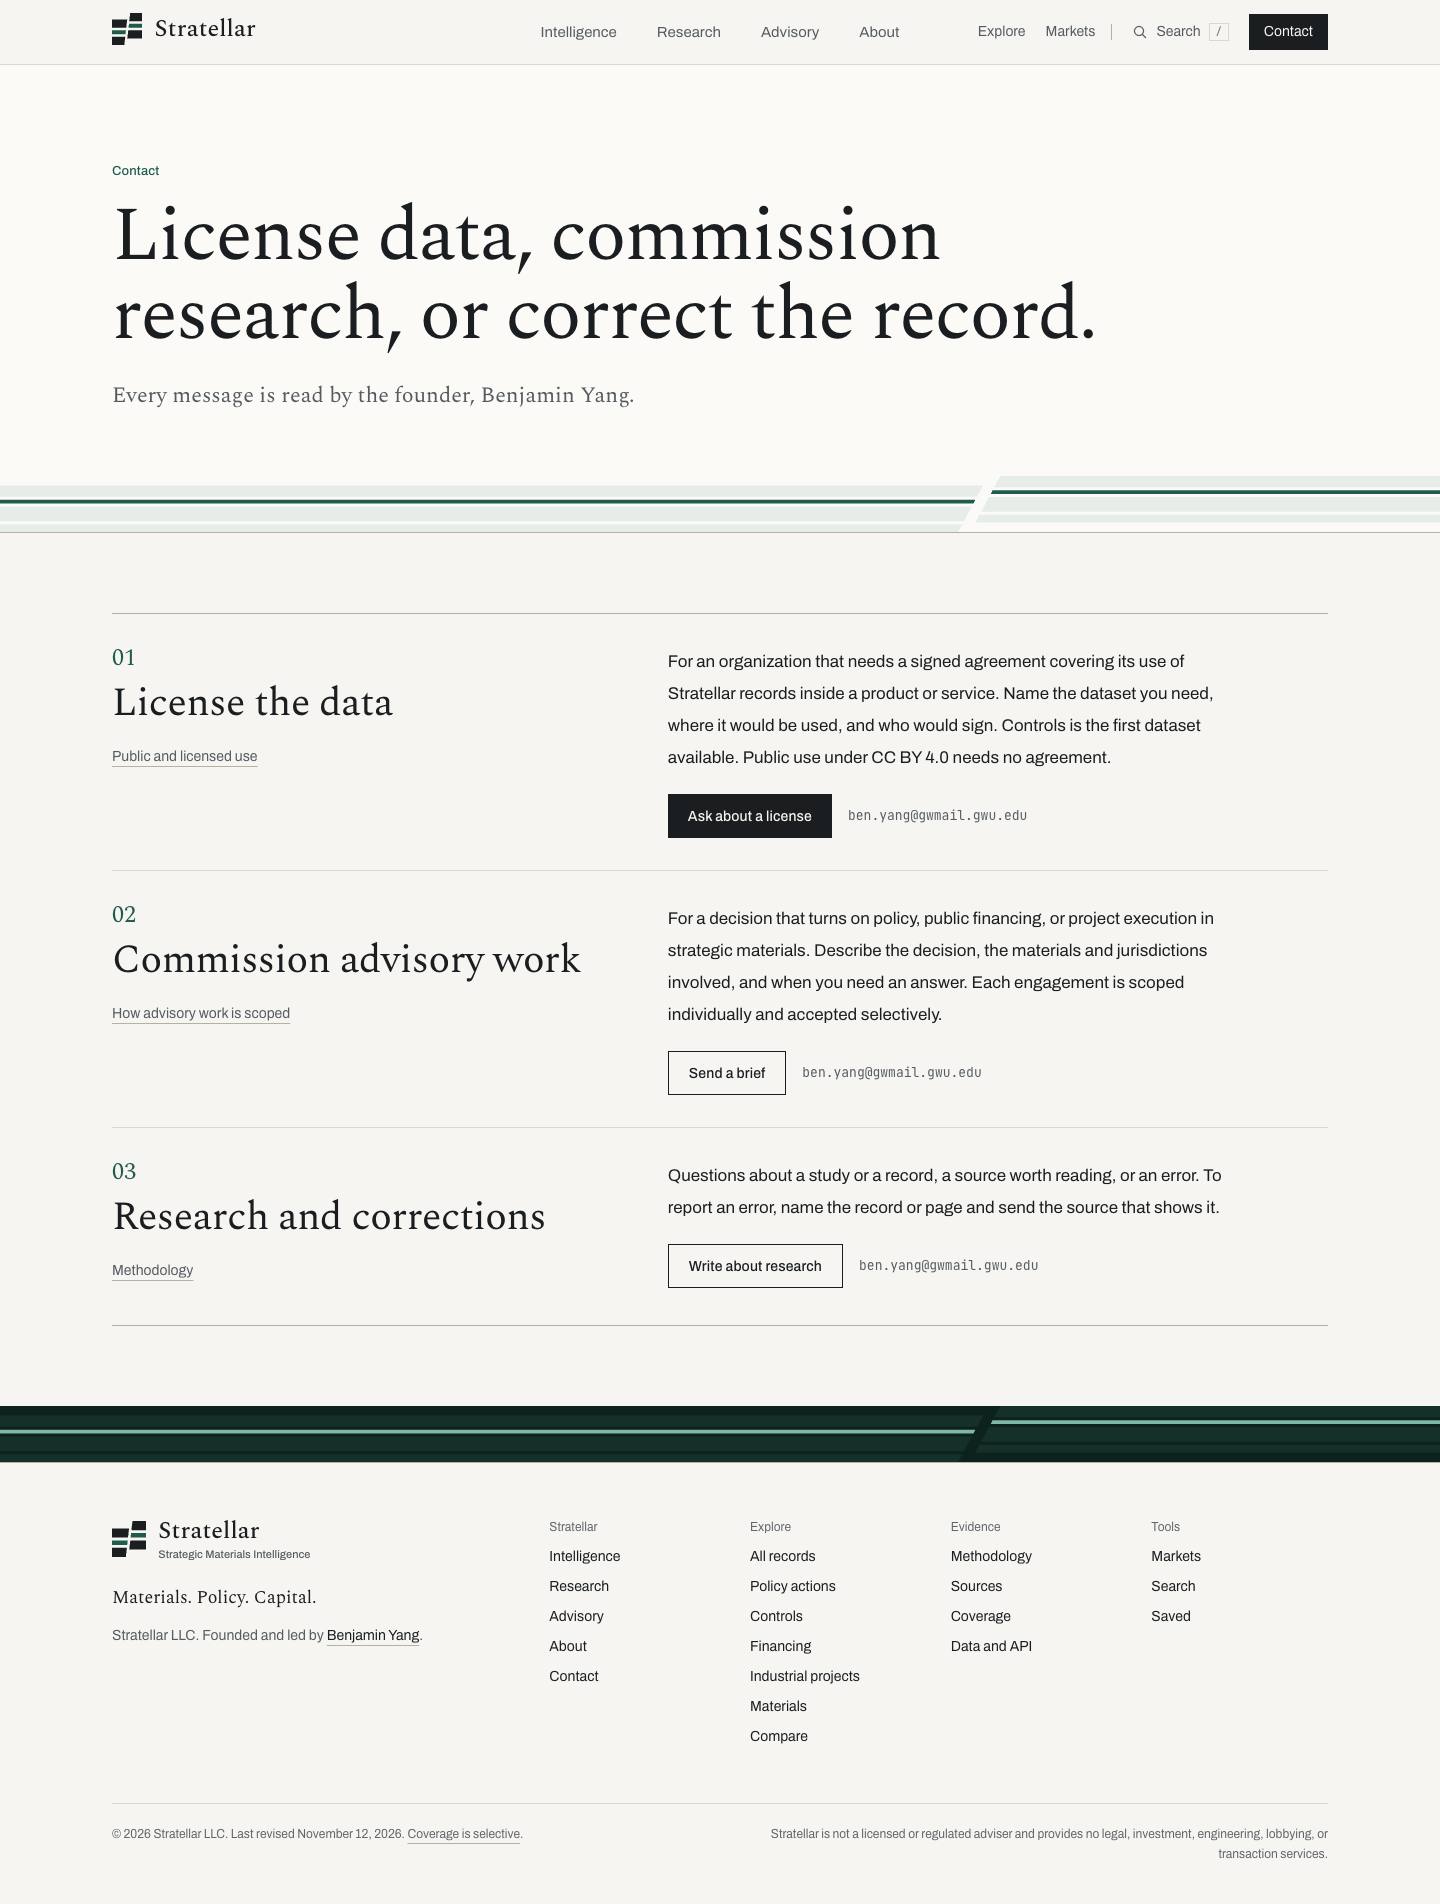 Stratellar
Intelligence
Research
Advisory
About
Explore
Markets
Search
/
Contact
Contact
License data, commission
research, or correct the record.
Every message is read by the founder, Benjamin Yang.
01
License the data
Public and licensed use
For an organization that needs a signed agreement covering its use of
Stratellar records inside a product or service. Name the dataset you need,
where it would be used, and who would sign. Controls is the first dataset
available. Public use under CC BY 4.0 needs no agreement.
Ask about a license
ben.yang@gwmail.gwu.edu
02
Commission advisory work
How advisory work is scoped
For a decision that turns on policy, public financing, or project execution in
strategic materials. Describe the decision, the materials and jurisdictions
involved, and when you need an answer. Each engagement is scoped
individually and accepted selectively.
Send a brief
ben.yang@gwmail.gwu.edu
03
Research and corrections
Methodology
Questions about a study or a record, a source worth reading, or an error. To
report an error, name the record or page and send the source that shows it.
Write about research
ben.yang@gwmail.gwu.edu
Stratellar
Strategic Materials Intelligence
Materials. Policy. Capital.
Stratellar LLC. Founded and led by Benjamin Yang.
Stratellar
Intelligence
Research
Advisory
About
Contact
Explore
All records
Policy actions
Controls
Financing
Industrial projects
Materials
Compare
Evidence
Methodology
Sources
Coverage
Data and API
Tools
Markets
Search
Saved
© 2026 Stratellar LLC. Last revised November 12, 2026. Coverage is selective.
Stratellar is not a licensed or regulated adviser and provides no legal, investment, engineering, lobbying, or
transaction services.